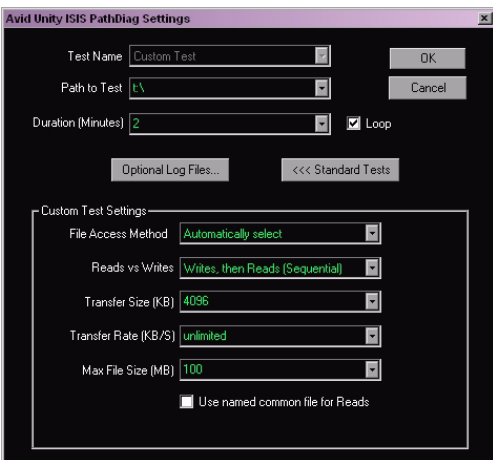 Avid Unity ISIS PathDiag Settings
Test Name Custom Test
OK
Path to Test t:\
Cancel
Duration (Minutes) 2
Loop
Optional Log Files...
<<< Standard Tests
Custom Test Settings
File Access Method Automatically select
Reads vs Writes Writes, then Reads (Sequential)
Transfer Size (KB) 4096
Transfer Rate (KB/S) unlimited
Max File Size (MB) 100
Use named common file for Reads